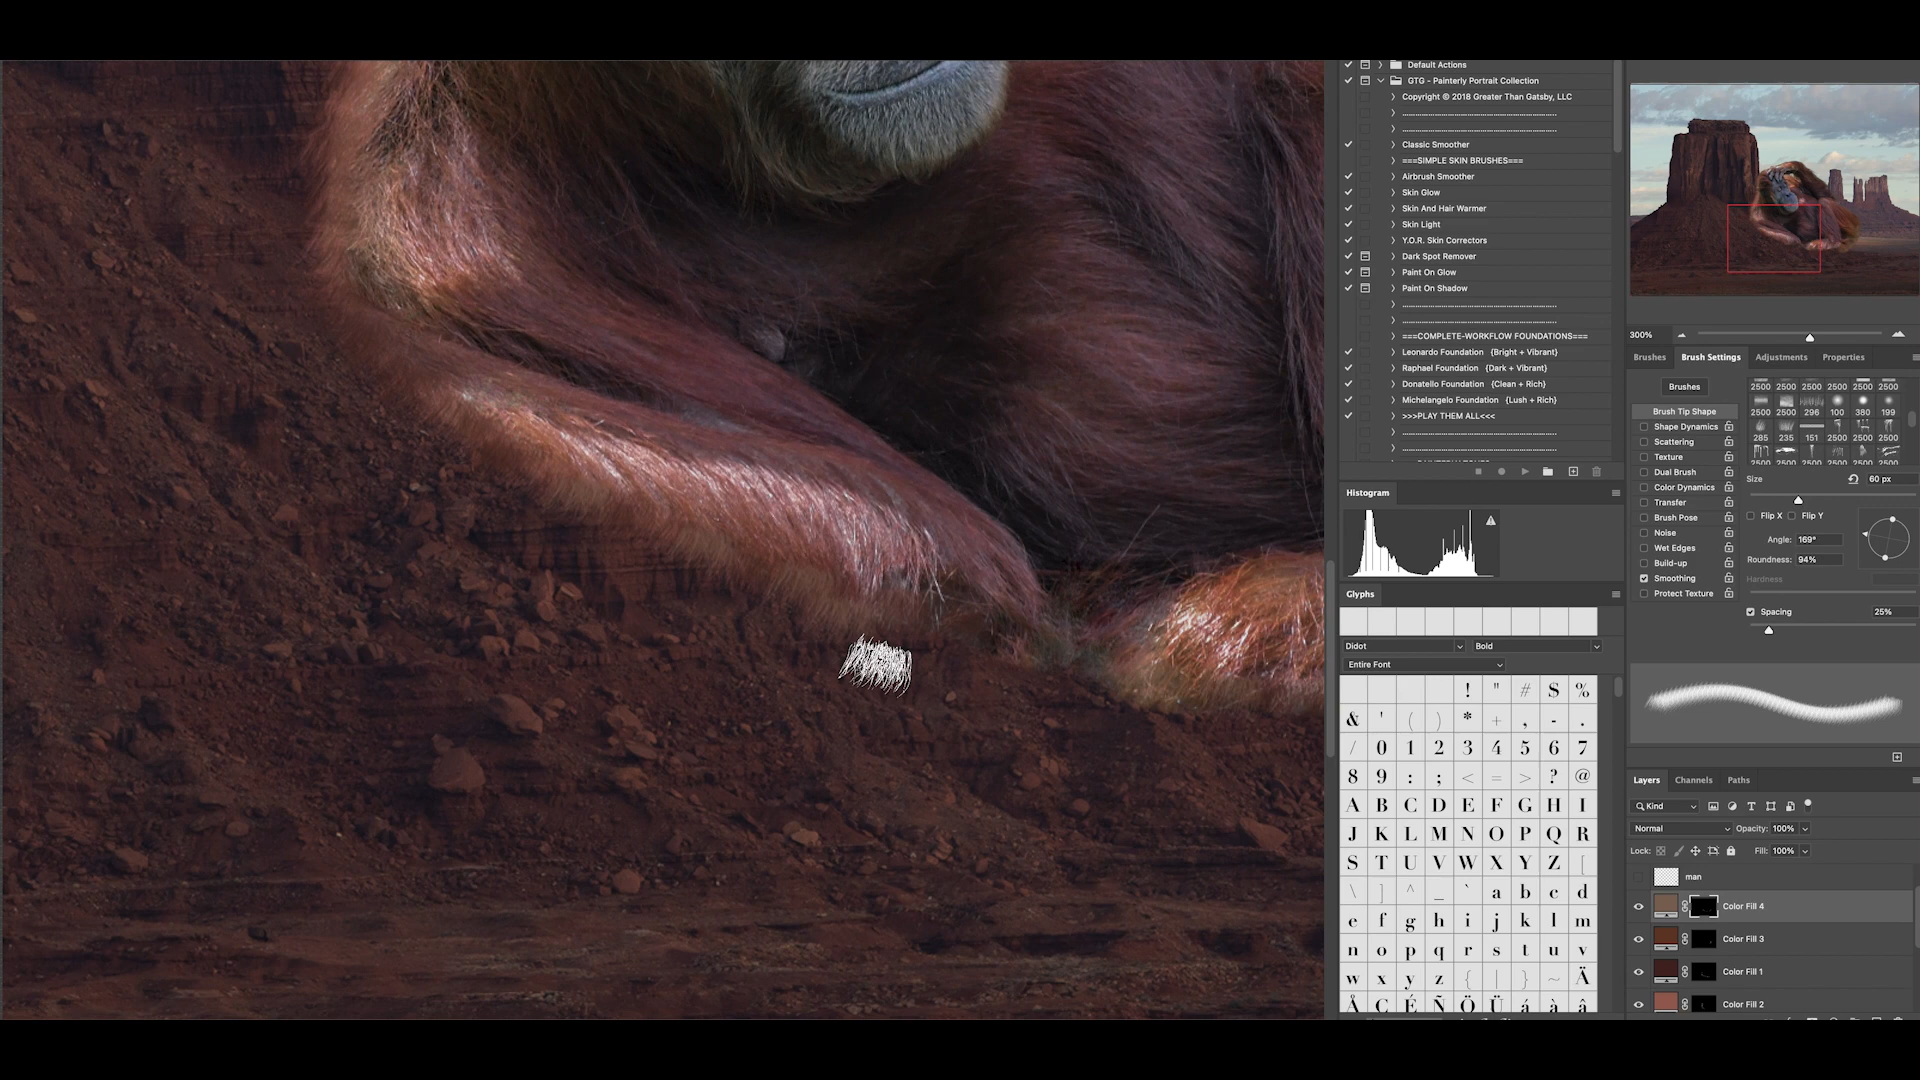 Default Actions
GTG - Painterly Portrait Collection
Copyright © 2018 Greater Than Gatsby, LLC
Classic Smoother
===SIMPLE SKIN BRUSHES===
Airbrush Smoother
Skin Glow
Skin And Hair Warmer
Skin Light
Y.O.R. Skin Correctors
Dark Spot Remover
Paint On Glow
Paint On Shadow
===COMPLETE-WORKFLOW FOUNDATIONS===
Leonardo Foundation {Bright + Vibrant}
Raphael Foundation {Dark + Vibrant}
Donatello Foundation {Clean + Rich}
Michelangelo Foundation {Lush + Rich}
>>>PLAY THEM ALL<<<
Histogram
Glyphs
Didot Bold
Entire Font
! " # $ %
& ' ( ) * + , - .
/ 0 1 2 3 4 5 6 7
8 9 : ; < = > ? @
A B C D E F G H I
J K L M N O P Q R
S T U V W X Y Z [
\ ] ^ _ ` a b c d
e f g h i j k l m
n o p q r s t u v
w x y z { | } ~ Ä
Å Ç É Ñ Ö Ü á à â
300%
Brushes Brush Settings Adjustments Properties
Brushes
Brush Tip Shape
Shape Dynamics
Scattering
Texture
Dual Brush
Color Dynamics
Transfer
Brush Pose
Noise
Wet Edges
Build-up
Smoothing
Protect Texture
2500 2500 2500 2500 2500 2500
2500 2500 296 100 380 199
285 235 151 2500 2500 2500
2500 2500 2500 2500 2500 2500
Size 60 px
Flip X Flip Y
Angle: 169°
Roundness: 94%
Hardness
Spacing 25%
Layers Channels Paths
Kind
Normal Opacity: 100%
Lock: Fill: 100%
man
Color Fill 4
Color Fill 3
Color Fill 1
Color Fill 2